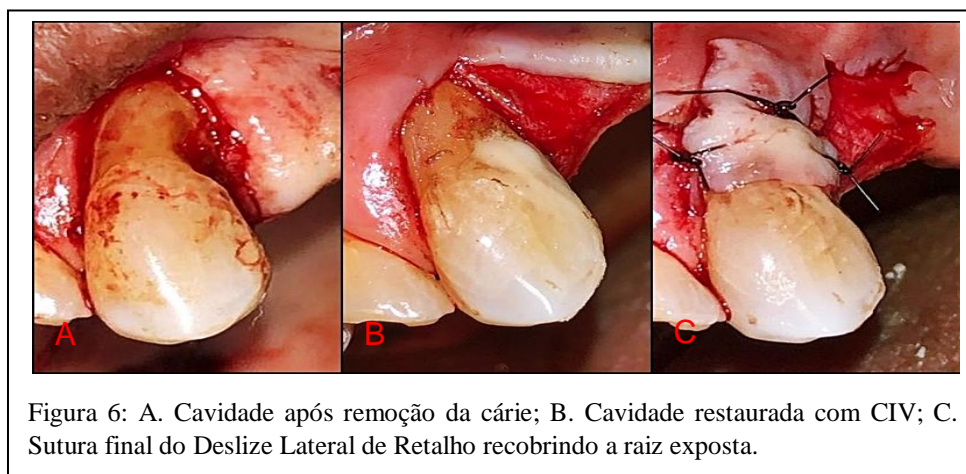 A
B
C
Figura 6: A. Cavidade após remoção da cárie; B. Cavidade restaurada com CIV; C.
Sutura final do Deslize Lateral de Retalho recobrindo a raiz exposta.